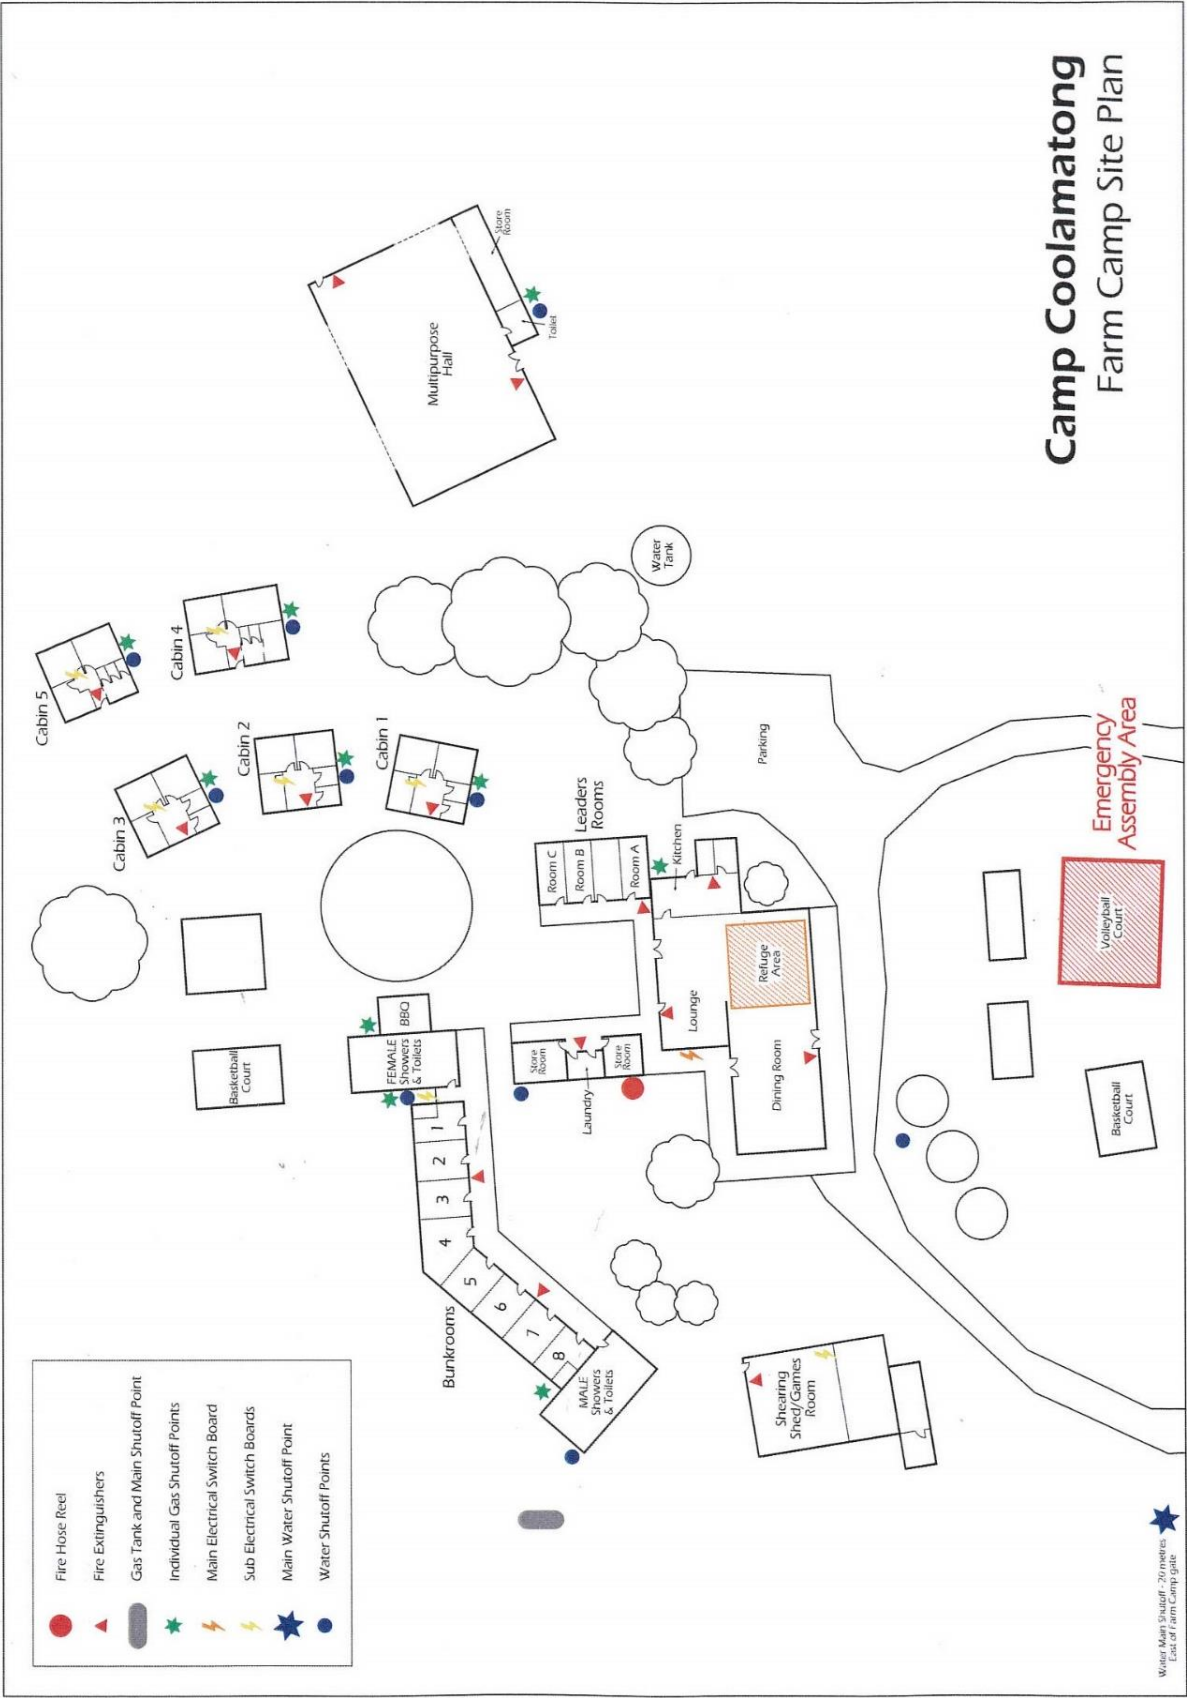 Camp Coolamatong
Farm Camp Site Plan
Fire Hose Reel
Fire Extinguishers
Gas Tank and Main Shutoff Point
Individual Gas Shutoff Points
Main Electrical Switch Board
Sub Electrical Switch Boards
Main Water Shutoff Point
Water Shutoff Points
Cabin 5
Cabin 4
Cabin 3
Cabin 2
Cabin 1
Multipurpose
Hall
Store
Room
Toilet
Water
Tank
Parking
Basketball
Court
BBQ
FEMALE
Showers
& Toilets
1
2
3
4
5
6
7
8
Bunkrooms
MALE
Showers
& Toilets
Leaders
Rooms
Room C
Room B
Room A
Kitchen
Store
Room
Laundry
Store
Room
Lounge
Refuge
Area
Dining Room
Shearing
Shed/Games
Room
Emergency
Assembly Area
Volleyball
Court
Basketball
Court
Water Main Shutoff - 20 metres
East of Farm Camp gate